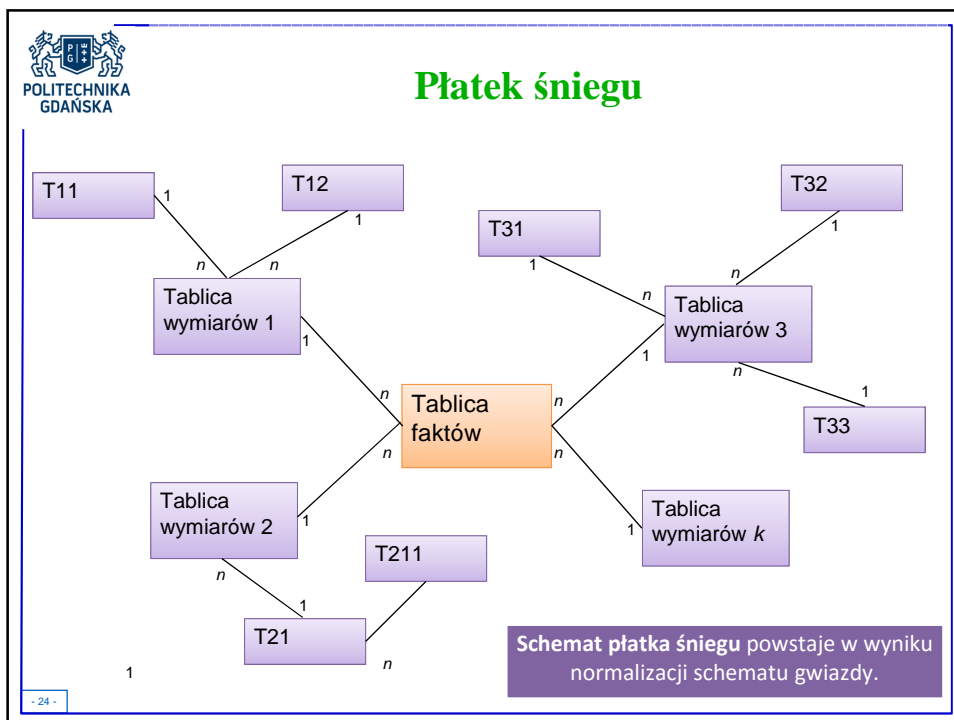 P G
POLITECHNIKA
GDAŃSKA
Płatek śniegu
T11
1
T12
1
n
n
Tablica
wymiarów 1
1
n
T31
1
T32
1
n
n
Tablica
wymiarów 3
1
n
1
T33
Tablica
faktów
n
n
n
Tablica
wymiarów 2
1
n
1
T21
T211
n
1
Tablica
wymiarów k
1
Schemat płatka śniegu powstaje w wyniku
normalizacji schematu gwiazdy.
- 24 -